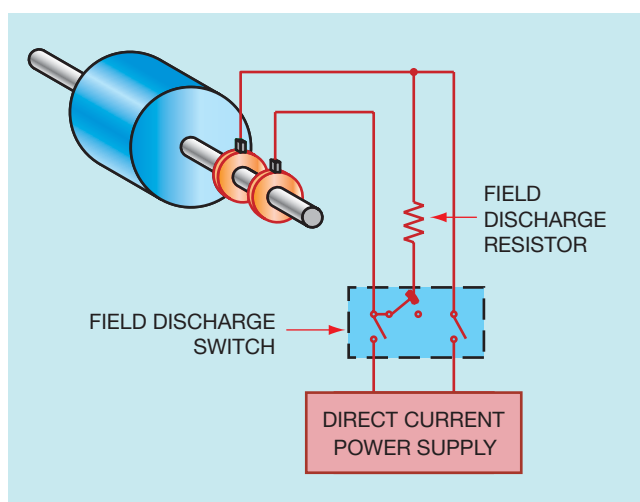 FIELD
DISCHARGE
RESISTOR
FIELD DISCHARGE
SWITCH
DIRECT CURRENT
POWER SUPPLY